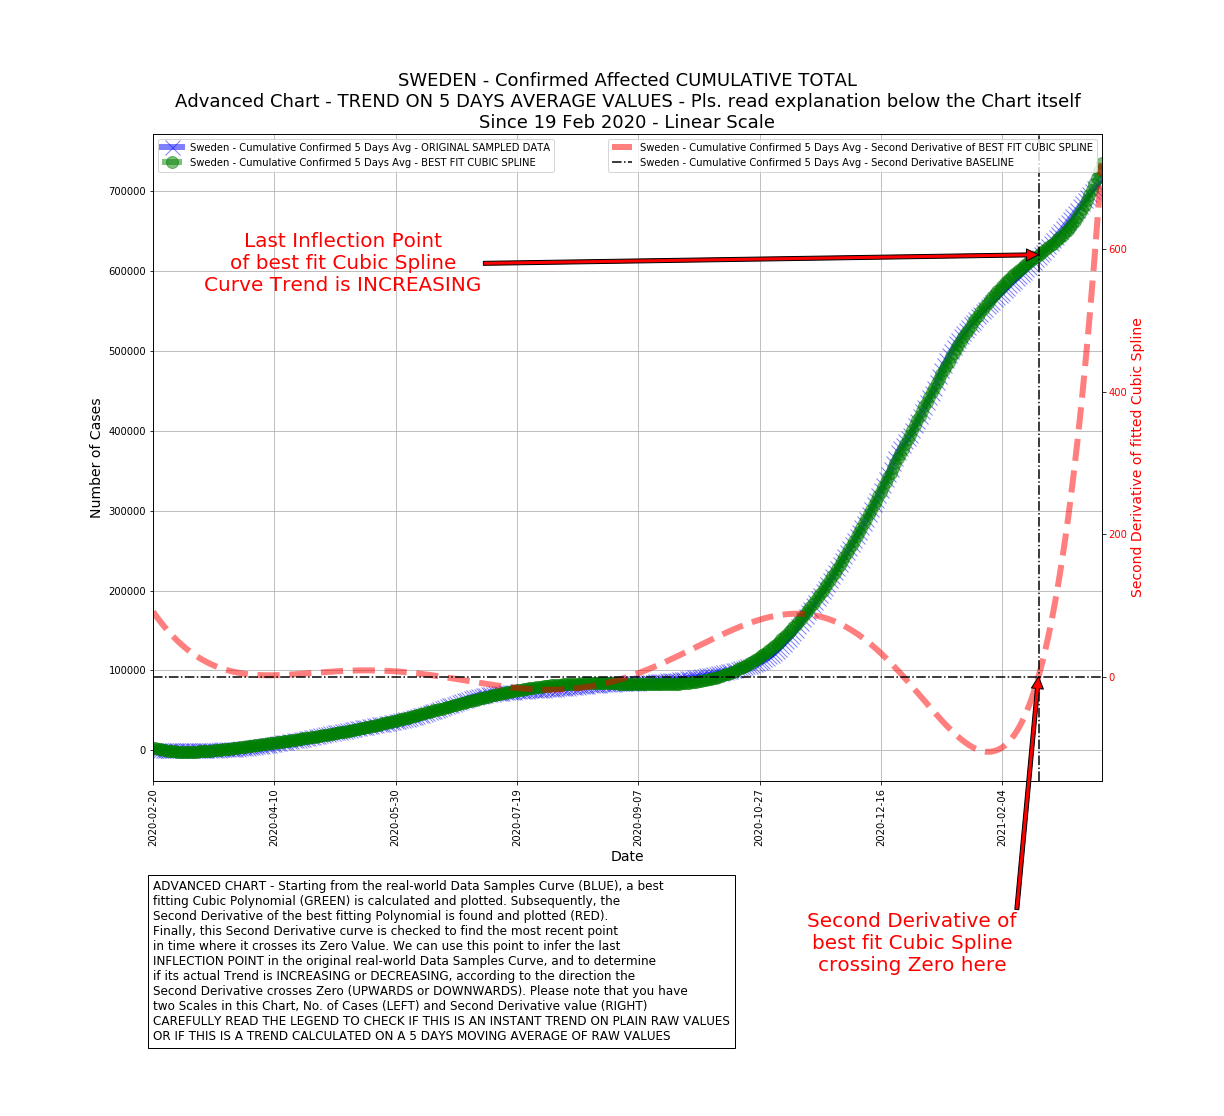 SWEDEN - Confirmed Affected CUMULATIVE TOTAL
Advanced Chart - TREND ON 5 DAYS AVERAGE VALUES - Pls. read explanation below the Chart itself
Since 19 Feb 2020 - Linear Scale
Sweden - Cumulative Confirmed 5 Days Avg - ORIGINAL SAMPLED DATA
Sweden - Cumulative Confirmed 5 Days Avg - BEST FIT CUBIC SPLINE
Sweden - Cumulative Confirmed 5 Days Avg - Second Derivative of BEST FIT CUBIC SPLINE
Sweden - Cumulative Confirmed 5 Days Avg - Second Derivative BASELINE
Last Inflection Point
of best fit Cubic Spline
Curve Trend is INCREASING
Number of Cases
700000
600000
500000
400000
300000
200000
100000
0
600
400
200
0
Second Derivative of fitted Cubic Spline
2020-02-20
2020-04-10
2020-05-30
2020-07-19
2020-09-07
2020-10-27
2020-12-16
2021-02-04
Date
ADVANCED CHART - Starting from the real-world Data Samples Curve (BLUE), a best
fitting Cubic Polynomial (GREEN) is calculated and plotted. Subsequently, the
Second Derivative of the best fitting Polynomial is found and plotted (RED).
Finally, this Second Derivative curve is checked to find the most recent point
in time where it crosses its Zero Value. We can use this point to infer the last
INFLECTION POINT in the original real-world Data Samples Curve, and to determine
if its actual Trend is INCREASING or DECREASING, according to the direction the
Second Derivative crosses Zero (UPWARDS or DOWNWARDS). Please note that you have
two Scales in this Chart, No. of Cases (LEFT) and Second Derivative value (RIGHT)
CAREFULLY READ THE LEGEND TO CHECK IF THIS IS AN INSTANT TREND ON PLAIN RAW VALUES
OR IF THIS IS A TREND CALCULATED ON A 5 DAYS MOVING AVERAGE OF RAW VALUES
Second Derivative of
best fit Cubic Spline
crossing Zero here